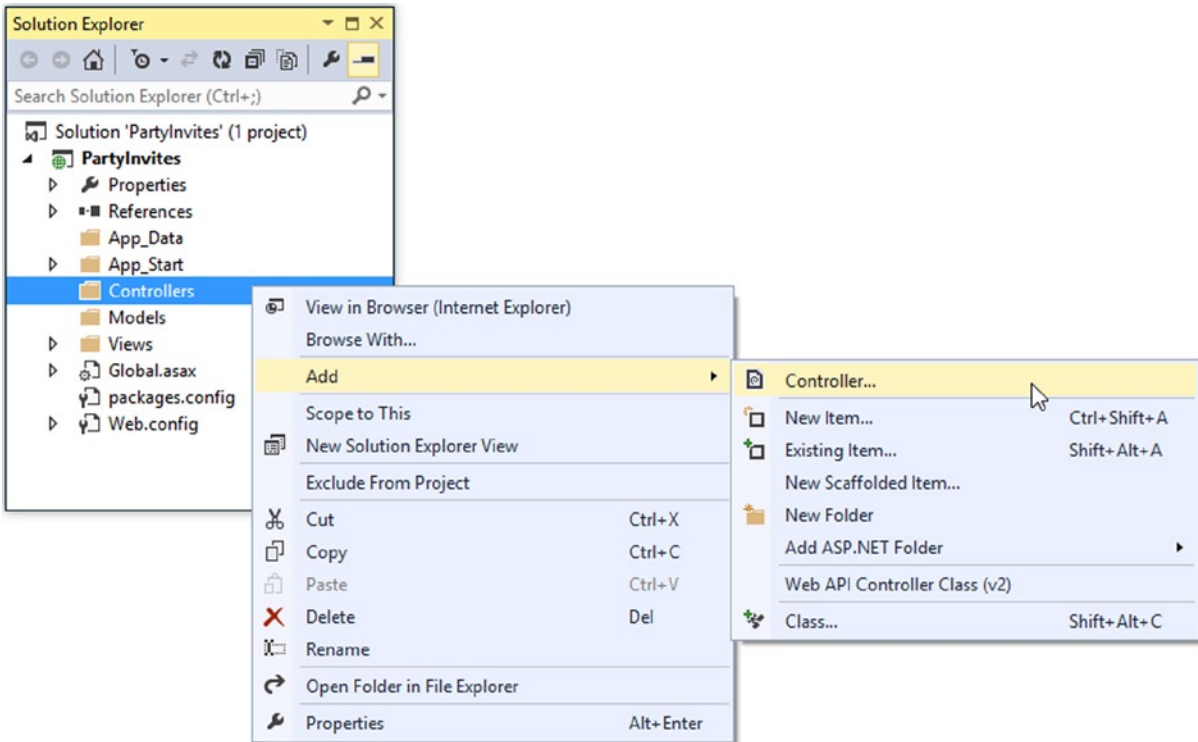 Solution Explorer
Search Solution Explorer (Ctrl+;)
Solution 'PartyInvites' (1 project)
PartyInvites
Properties
References
App_Data
App_Start
Controllers
Models
Views
Global.asax
packages.config
Web.config
View in Browser (Internet Explorer)
Browse With...
Add
Scope to This
New Solution Explorer View
Exclude From Project
Cut Ctrl+X
Copy Ctrl+C
Paste Ctrl+V
Delete Del
Rename
Open Folder in File Explorer
Properties Alt+Enter
Controller...
New Item... Ctrl+Shift+A
Existing Item... Shift+Alt+A
New Scaffolded Item...
New Folder
Add ASP.NET Folder
Web API Controller Class (v2)
Class... Shift+Alt+C